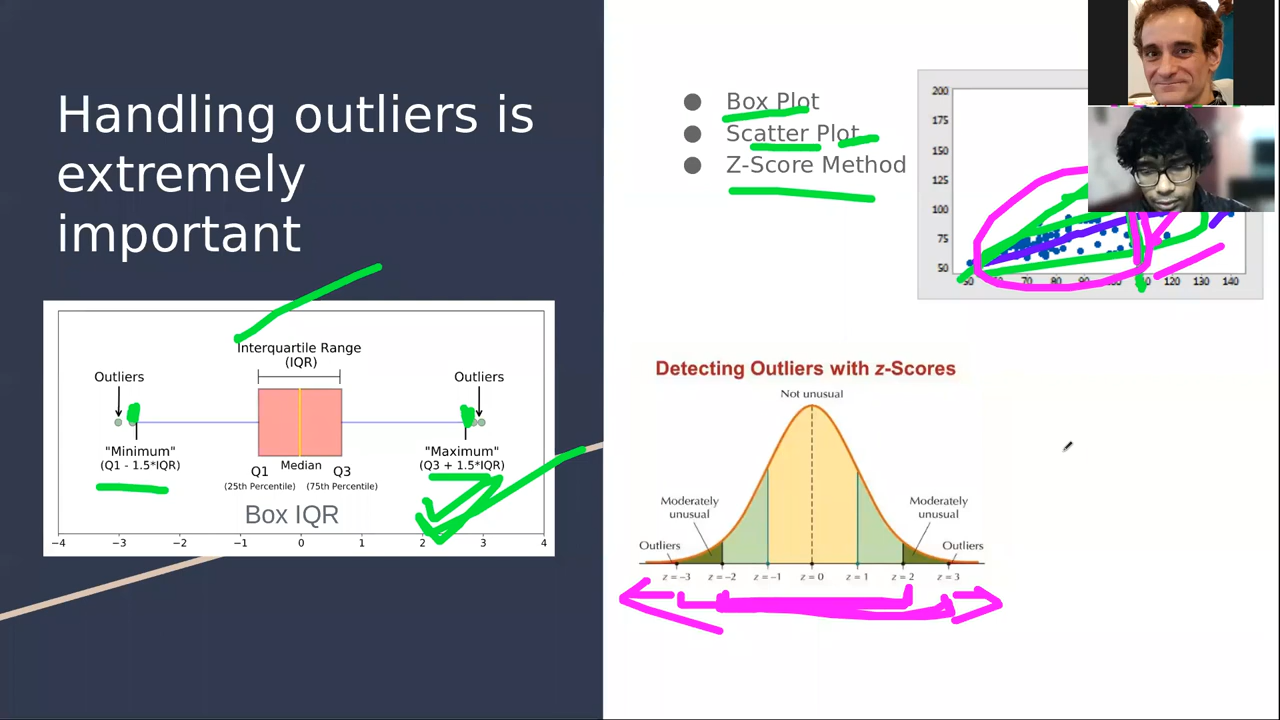 Handling outliers is
extremely
important
Interquartile Range
(IQR)
Outliers
Outliers
"Minimum"
(Q1 - 1.5*IQR)
"Maximum"
(Q3 + 1.5*IQR)
Q1
Median
Q3
(25th Percentile)
(75th Percentile)
Box IQR
−4
−3
−2
−1
0
1
2
3
4
● Box Plot
● Scatter Plot
● Z-Score Method
200
175
150
125
100
75
50
70
80
90
120
130
140
Detecting Outliers with z-Scores
Not unusual
Moderately
unusual
Moderately
unusual
Outliers
Outliers
z = −3
z = −2
z = −1
z = 0
z = 1
z = 2
z = 3